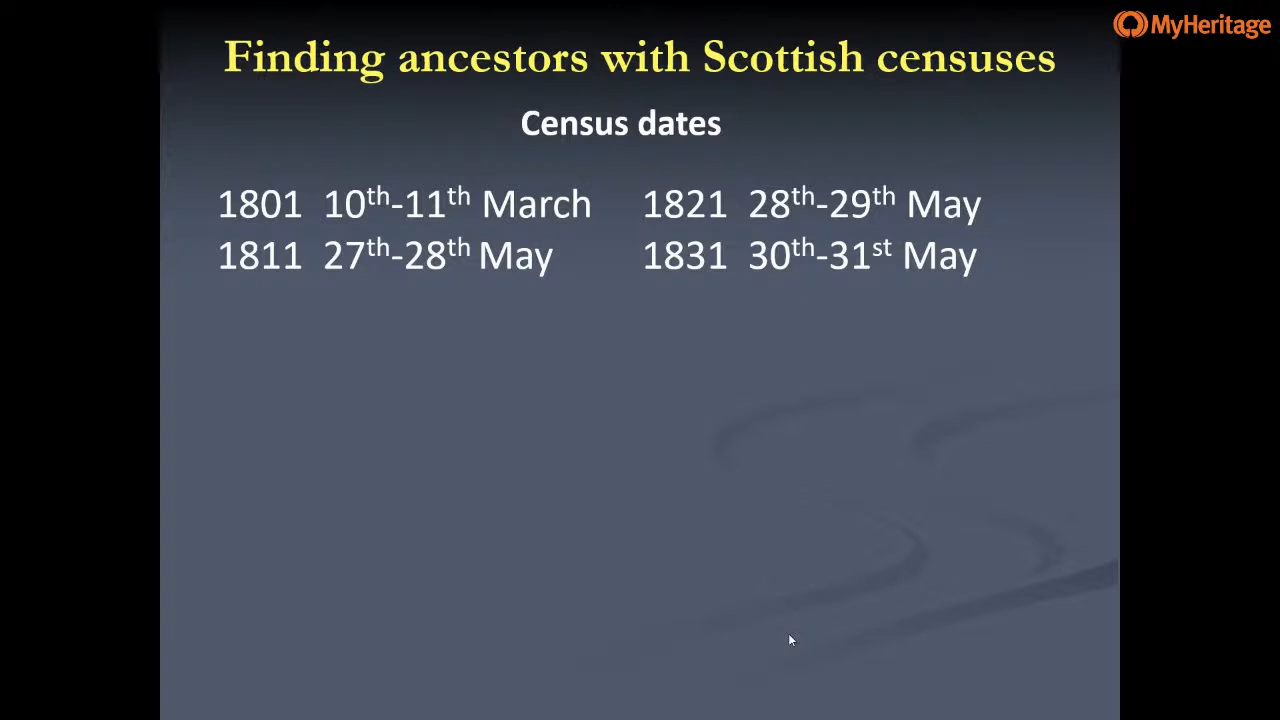 MyHeritage
Finding ancestors with Scottish censuses
Census dates
1801 10th-11th March 1821 28th-29th May
1811 27th-28th May 1831 30th-31st May